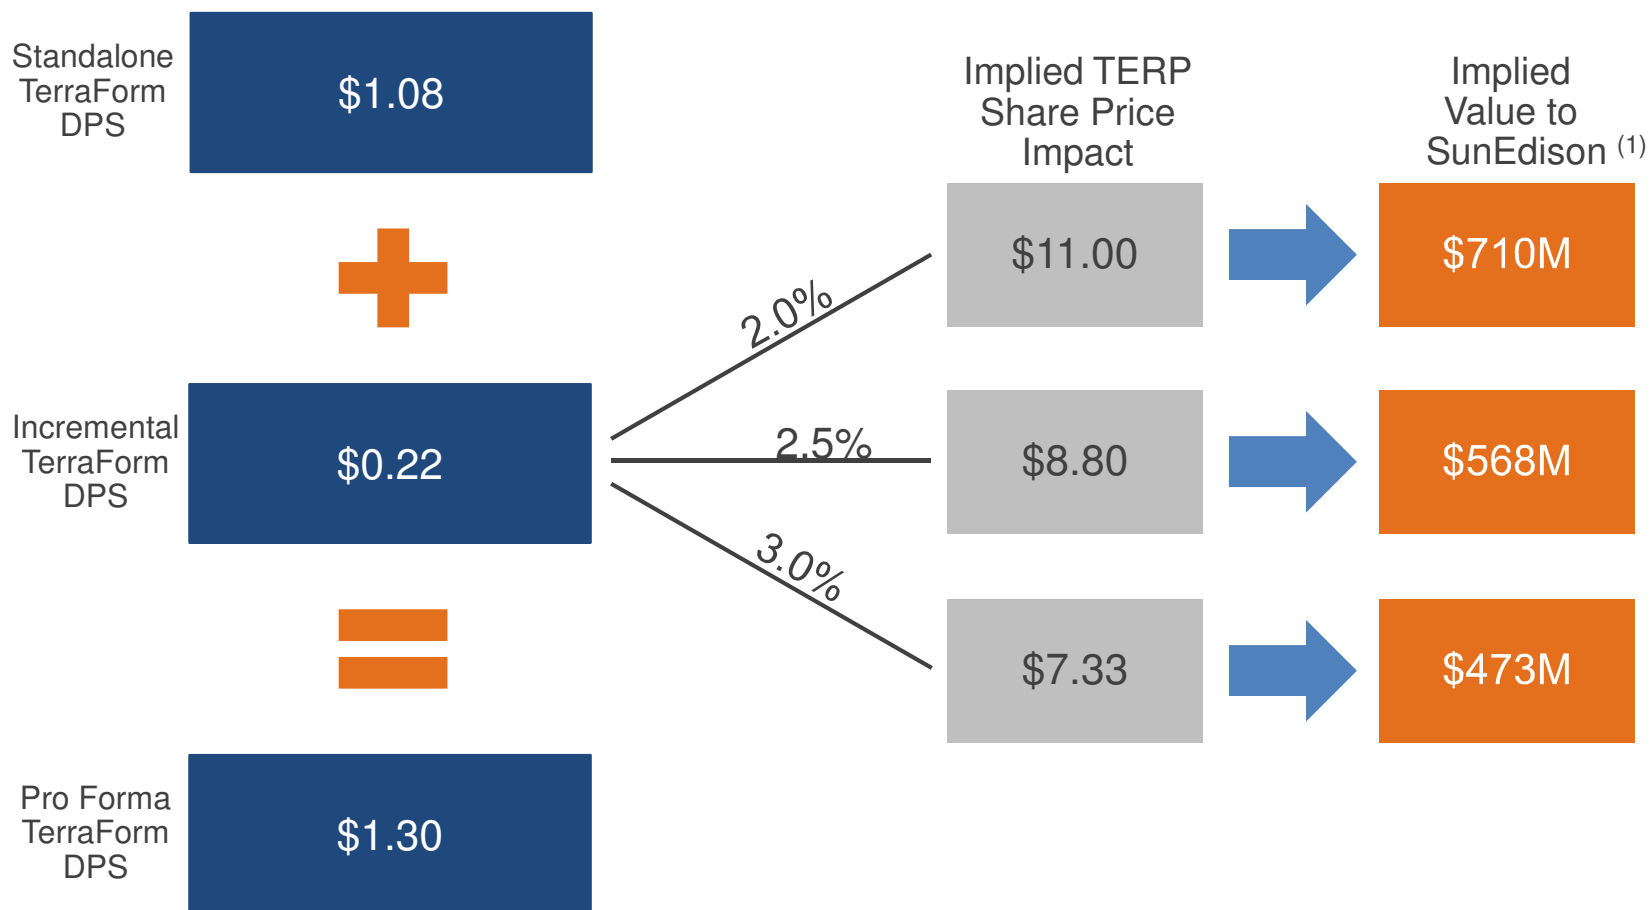 Standalone
TerraForm
DPS
$1.08
Implied TERP
Share Price
Impact
Implied
Value to
SunEdison (1)
2.0%
$11.00
$710M
Incremental
TerraForm
DPS
$0.22
2.5%
$8.80
$568M
3.0%
$7.33
$473M
Pro Forma
TerraForm
DPS
$1.30